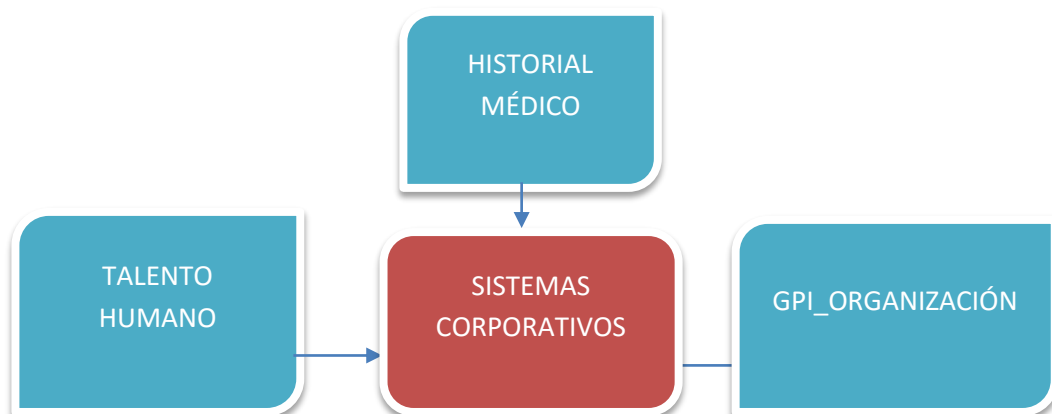 HISTORIAL
MÉDICO
TALENTO
HUMANO
SISTEMAS
CORPORATIVOS
GPI_ORGANIZACIÓN